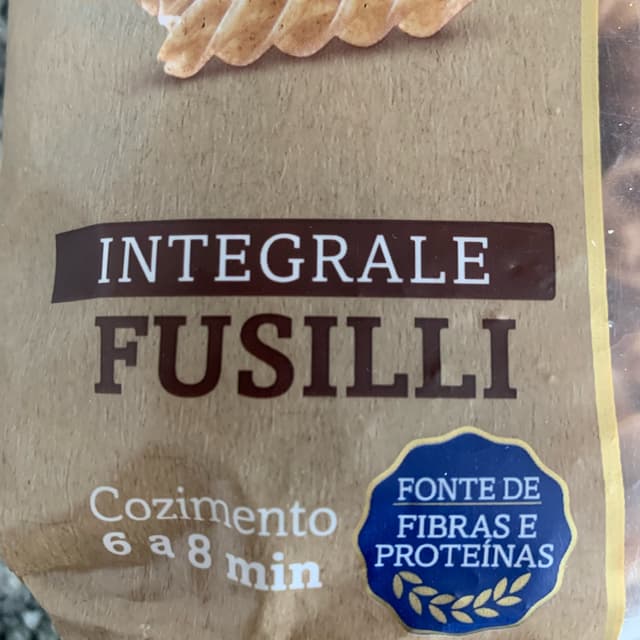 INTEGRALE
FUSILLI
Cozimento
6 a 8 min
FONTE DE
FIBRAS E
PROTEÍNAS